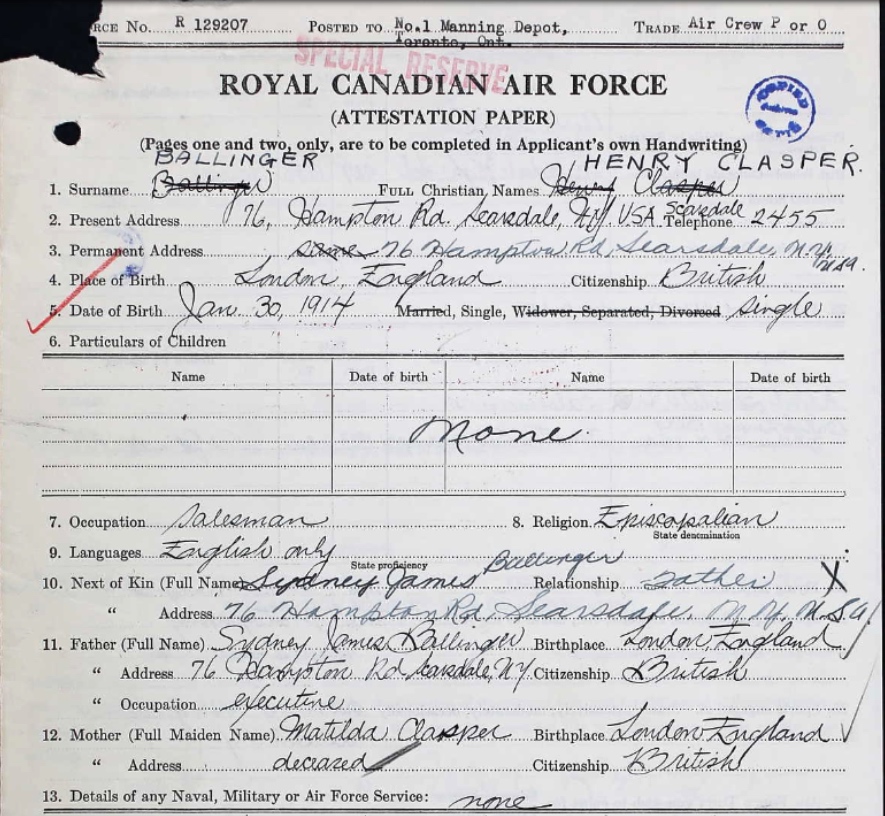 RCE No. R 129207 POSTED TO No.1 Manning Depot, TRADE Air Crew P or O
Toronto, Ont.
SPECIAL RESERVE
ROYAL CANADIAN AIR FORCE
(ATTESTATION PAPER)
COPIED
(Pages one and two, only, are to be completed in Applicant's own Handwriting)
BALLINGER HENRY CLASPER.
1. Surname Ballinger FULL Christian Names Henry Clasper
2. Present Address 76, Hampton Rd. Scarsdale, NY. USA Telephone Scarsdale 2455
3. Permanent Address same 76 Hampton Rd, Scarsdale, N.Y. USA.
4. Place of Birth London, England Citizenship British
5. Date of Birth Jan. 30, 1914 Married, Single, Widower, Separated, Divorced single
6. Particulars of Children
Name Date of birth Name Date of birth
None.
7. Occupation Salesman 8. Religion Episcopalian
State denomination
9. Languages English only
State proficiency
10. Next of Kin (Full Name) Sydney James Ballinger Relationship Father X
" Address 76 Hampton Rd, Scarsdale, N.Y. U.S.A.
11. Father (Full Name) Sydney James Ballinger Birthplace London, England
" Address 76 Hampton Rd Scarsdale, NY. Citizenship British
" Occupation executive
12. Mother (Full Maiden Name) Matilda Clasper Birthplace London England
" Address deceased Citizenship British
13. Details of any Naval, Military or Air Force Service: none